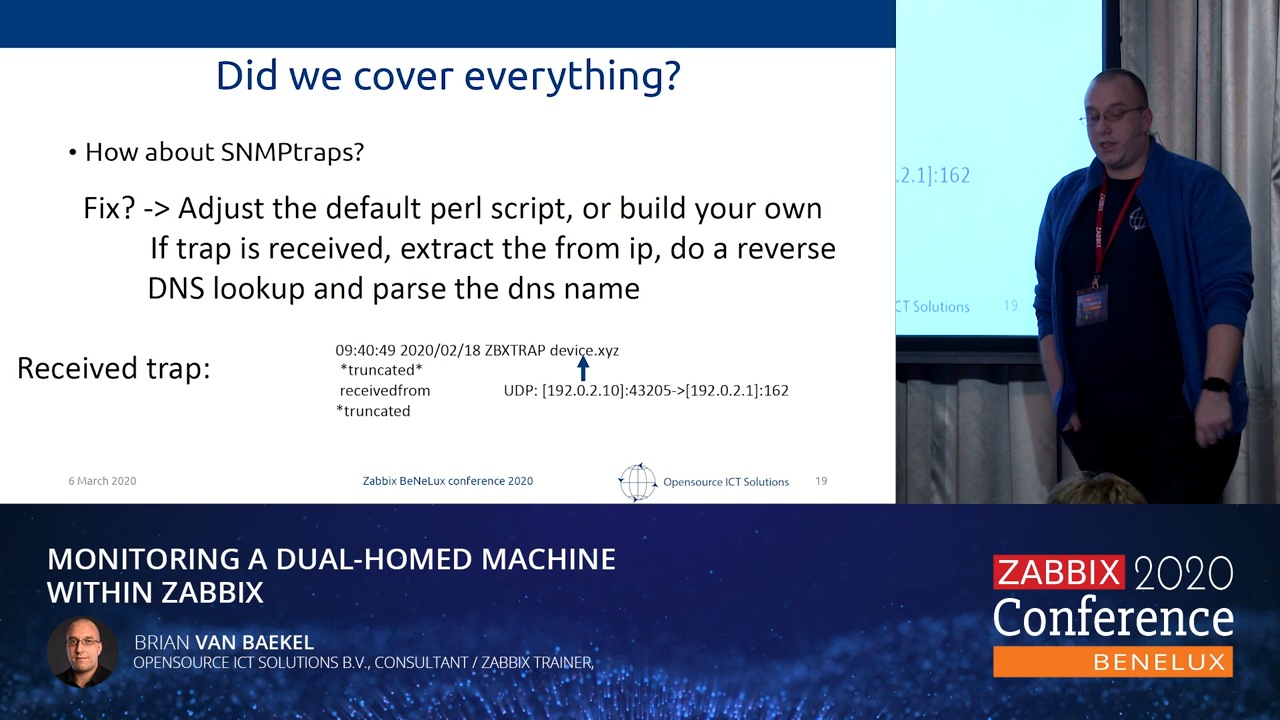 Did we cover everything?
• How about SNMPtraps?
Fix? -> Adjust the default perl script, or build your own
If trap is received, extract the from ip, do a reverse
DNS lookup and parse the dns name
Received trap:
09:40:49 2020/02/18 ZBXTRAP device.xyz
*truncated*
receivedfrom UDP: [192.0.2.10]:43205->[192.0.2.1]:162
*truncated
6 March 2020
Zabbix BeNeLux conference 2020
Opensource ICT Solutions
19
.2.1]:162
CT Solutions 19
ZABBIX
MONITORING A DUAL-HOMED MACHINE
WITHIN ZABBIX
BRIAN VAN BAEKEL
OPENSOURCE ICT SOLUTIONS B.V., CONSULTANT / ZABBIX TRAINER,
ZABBIX 2020
Conference
BENELUX